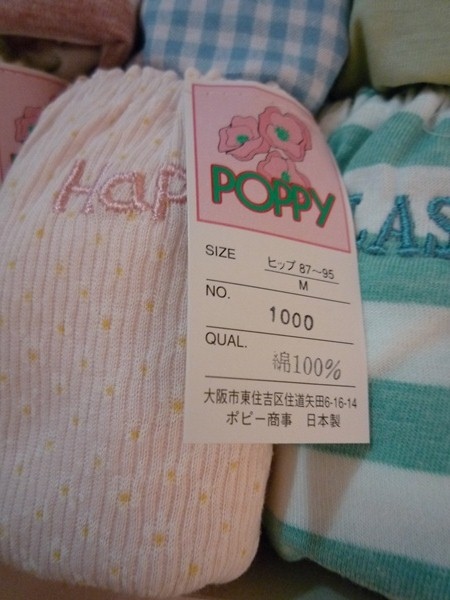 Hap
POPPY
LAS
SIZE ヒップ 87～95
M
NO. 1000
QUAL. 綿100%
大阪市東住吉区住道矢田6-16-14
ポピー商事 日本製